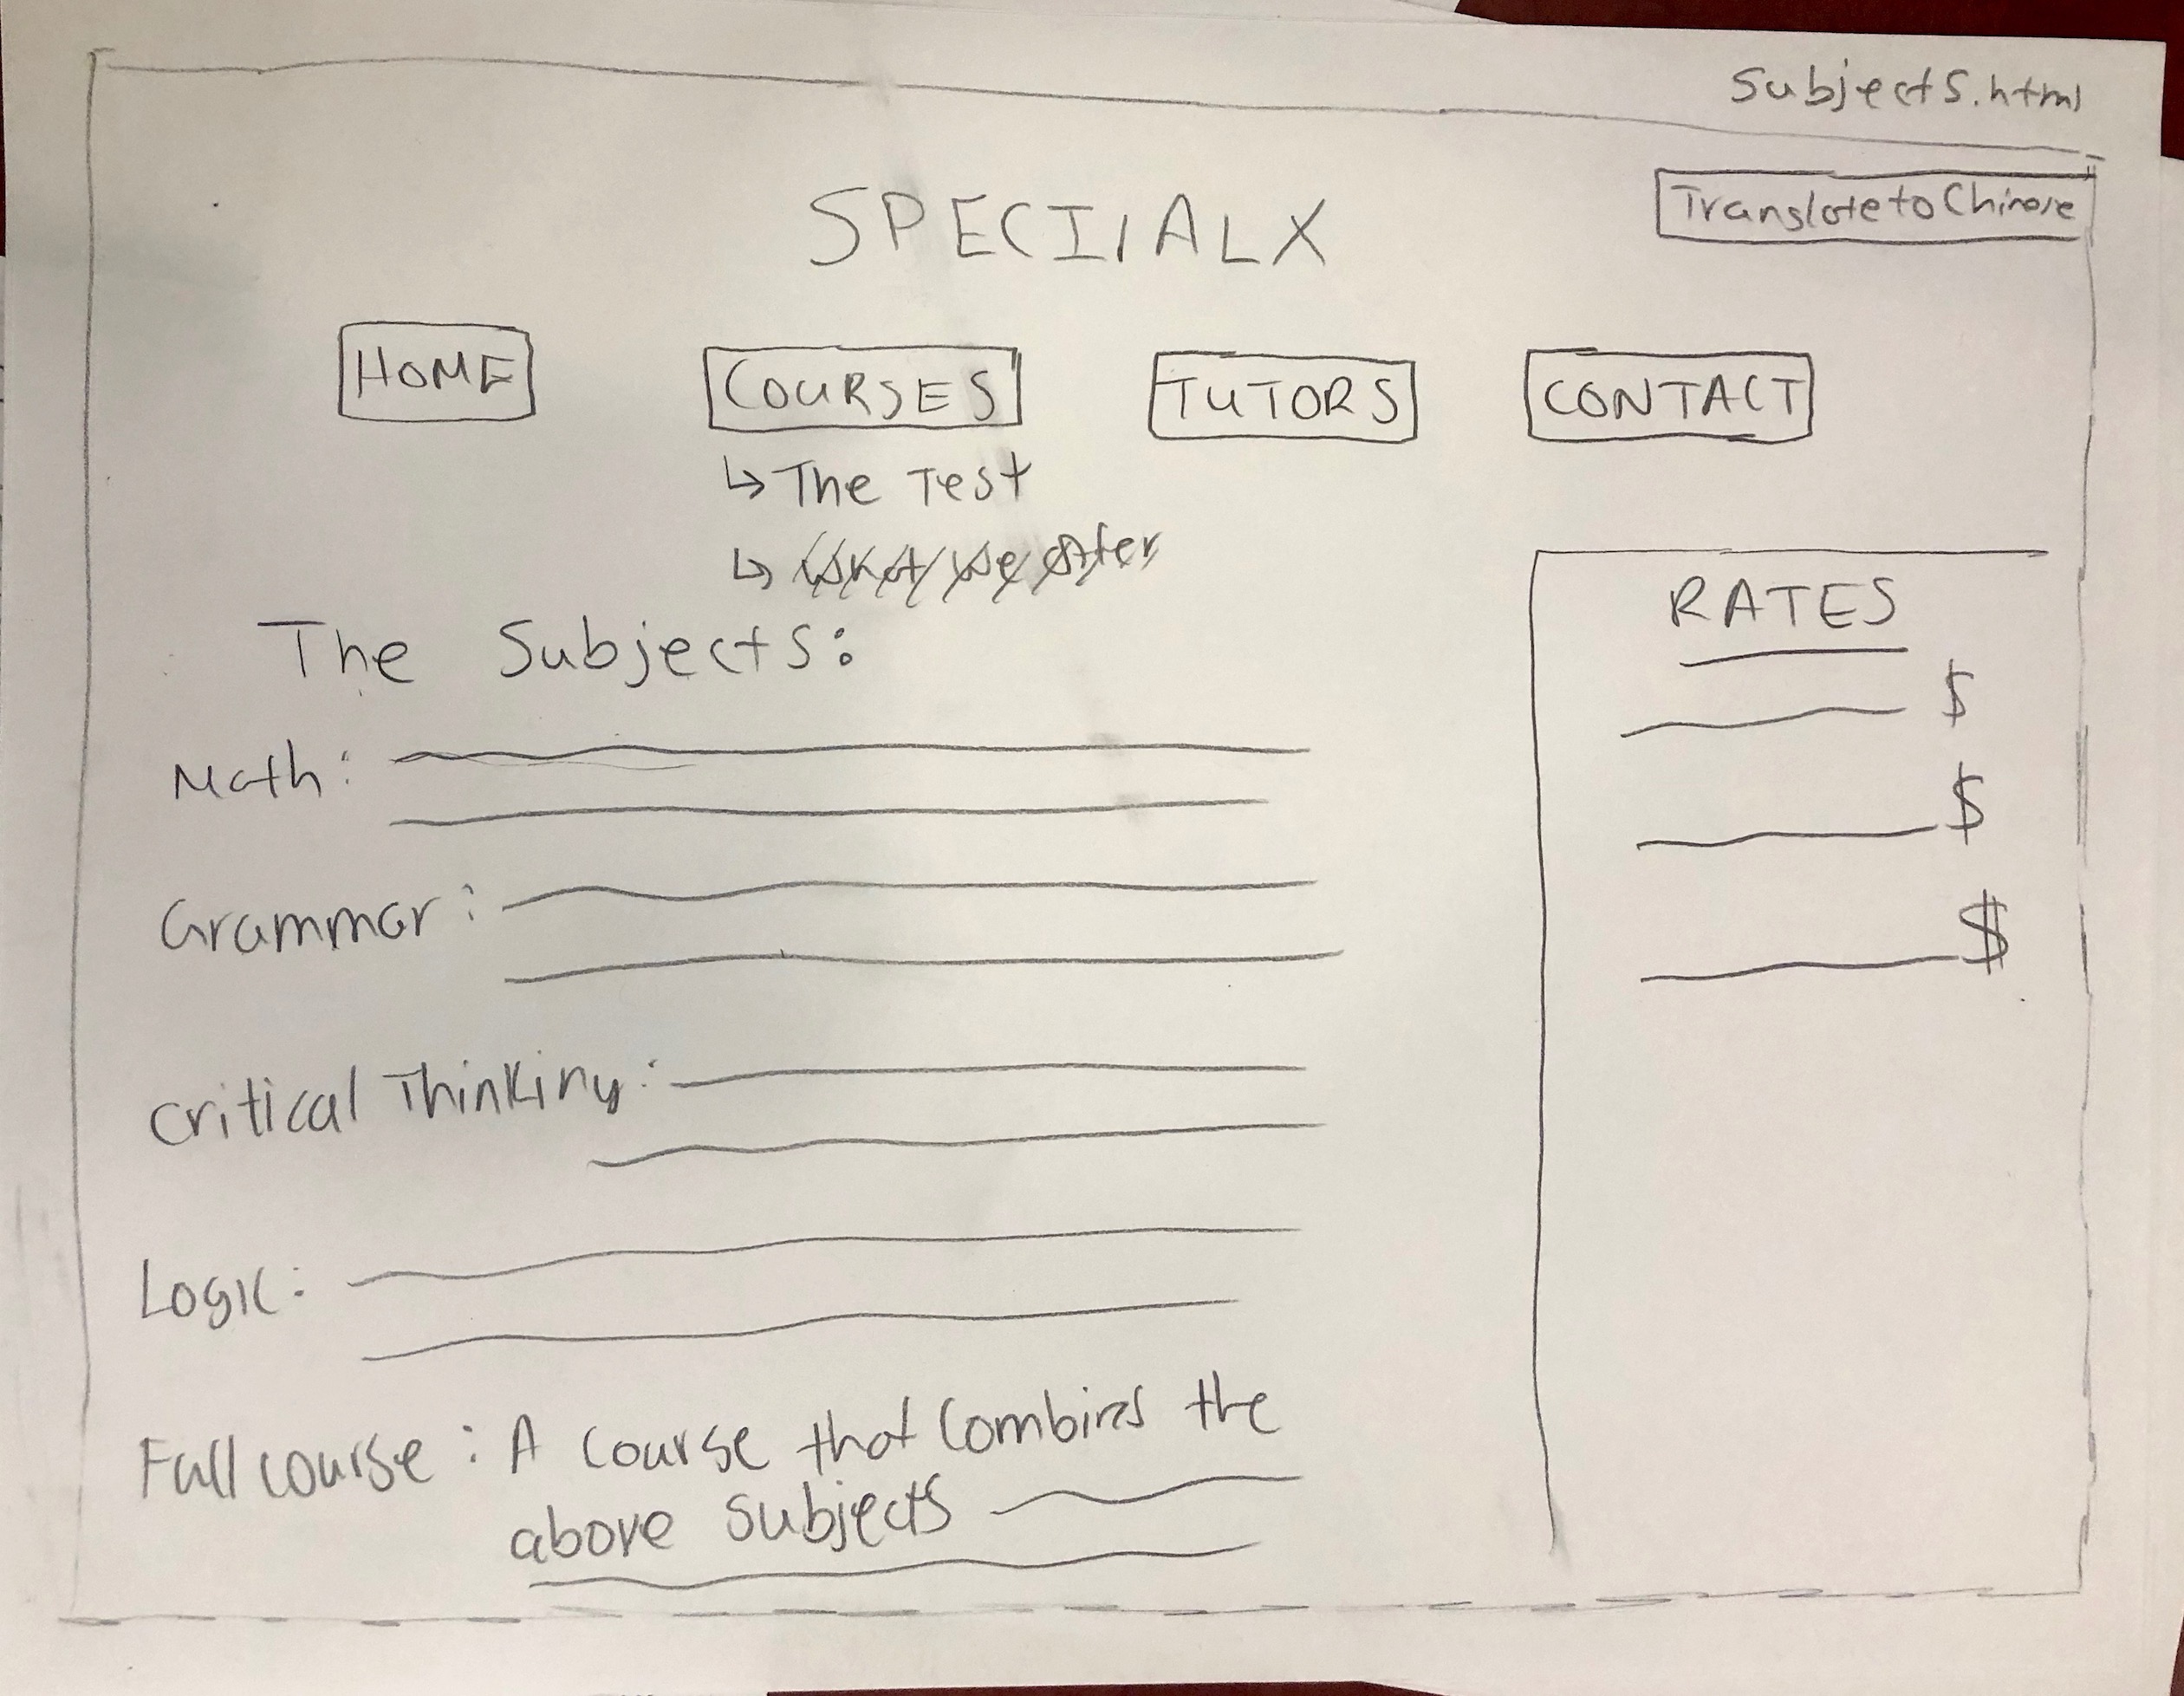 Subjects.html
Translate to Chinese
SPECIIALX
HOME
COURSES
TUTORS
CONTACT
↳ The Test
↳ What We Offer
The Subjects:
Math:
Grammar:
Critical Thinking:
Logic:
Full course: A course that combines the
above subjects
RATES
$
$
$